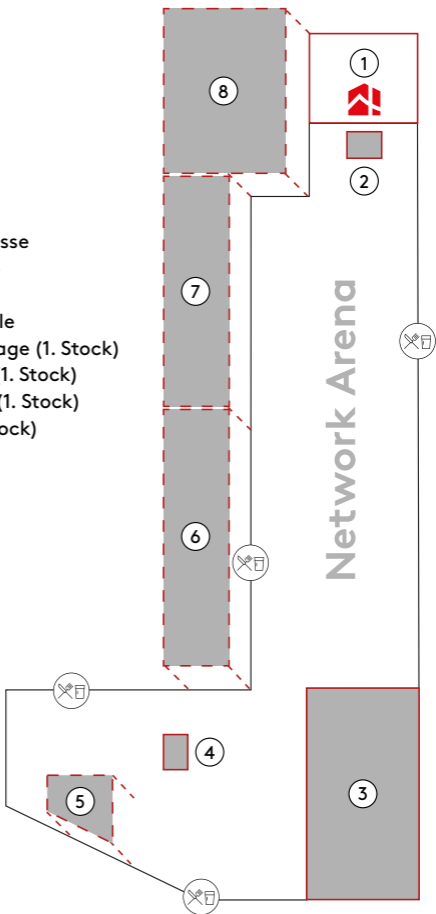 1
8
2
7
Network Arena
6
4
5
3
sse
le
age (1. Stock)
(1. Stock)
(1. Stock)
ock)